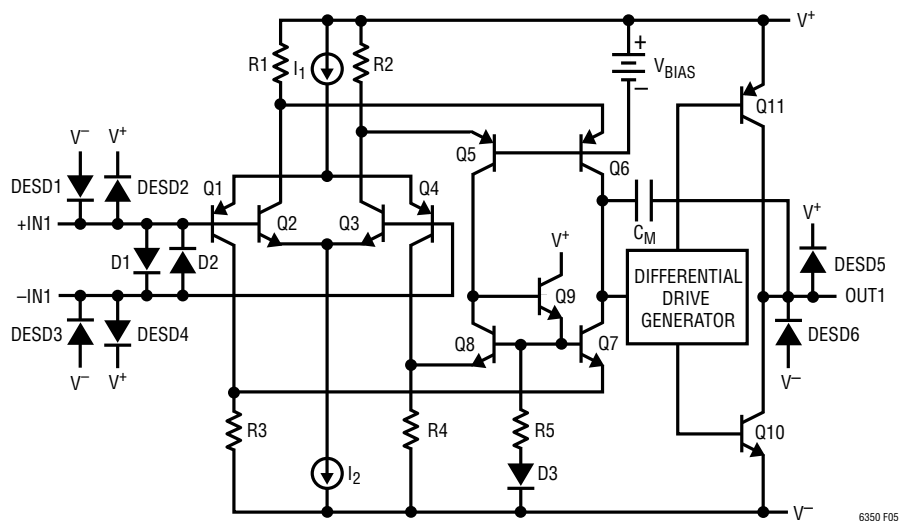 V+
R1
I1
R2
+
VBIAS
−
Q11
V− V+
Q5
Q6
DESD1
DESD2
Q1
Q4
+IN1
Q2
Q3
CM
V+
D1
D2
V+
DIFFERENTIAL
DRIVE
GENERATOR
DESD5
−IN1
Q9
OUT1
DESD3
DESD4
Q8
Q7
DESD6
V− V+
V−
R3
R4
R5
Q10
I2
D3
V−
6350 F05